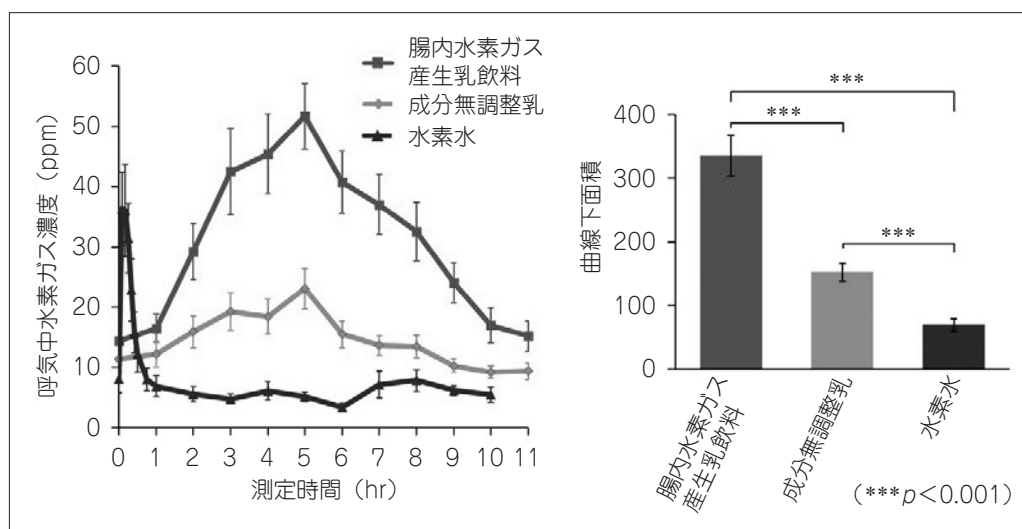 60
50
40
30
20
10
0
呼気中水素ガス濃度（ppm）
0 1 2 3 4 5 6 7 8 9 10 11
測定時間（hr）
腸内水素ガス
産生乳飲料
成分無調整乳
水素水
400
300
200
100
0
曲線下面積
***
***
***
腸内水素ガス
産生乳飲料
成分無調整乳
水素水
（***p＜0.001）